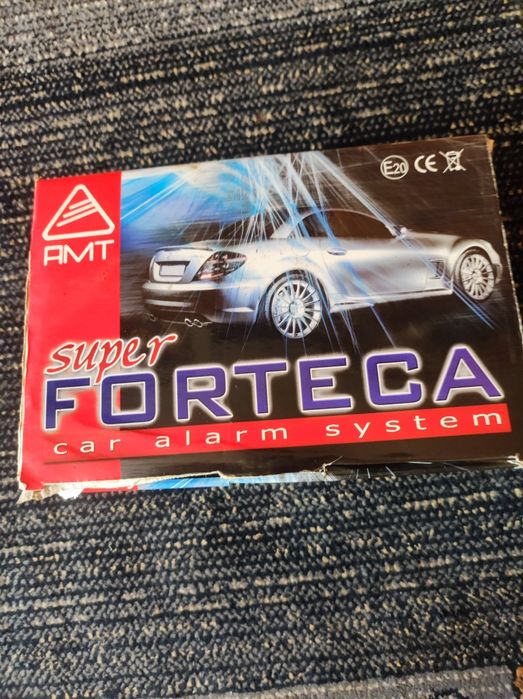 E20 CE
AMT
super
FORTECA
car alarm system